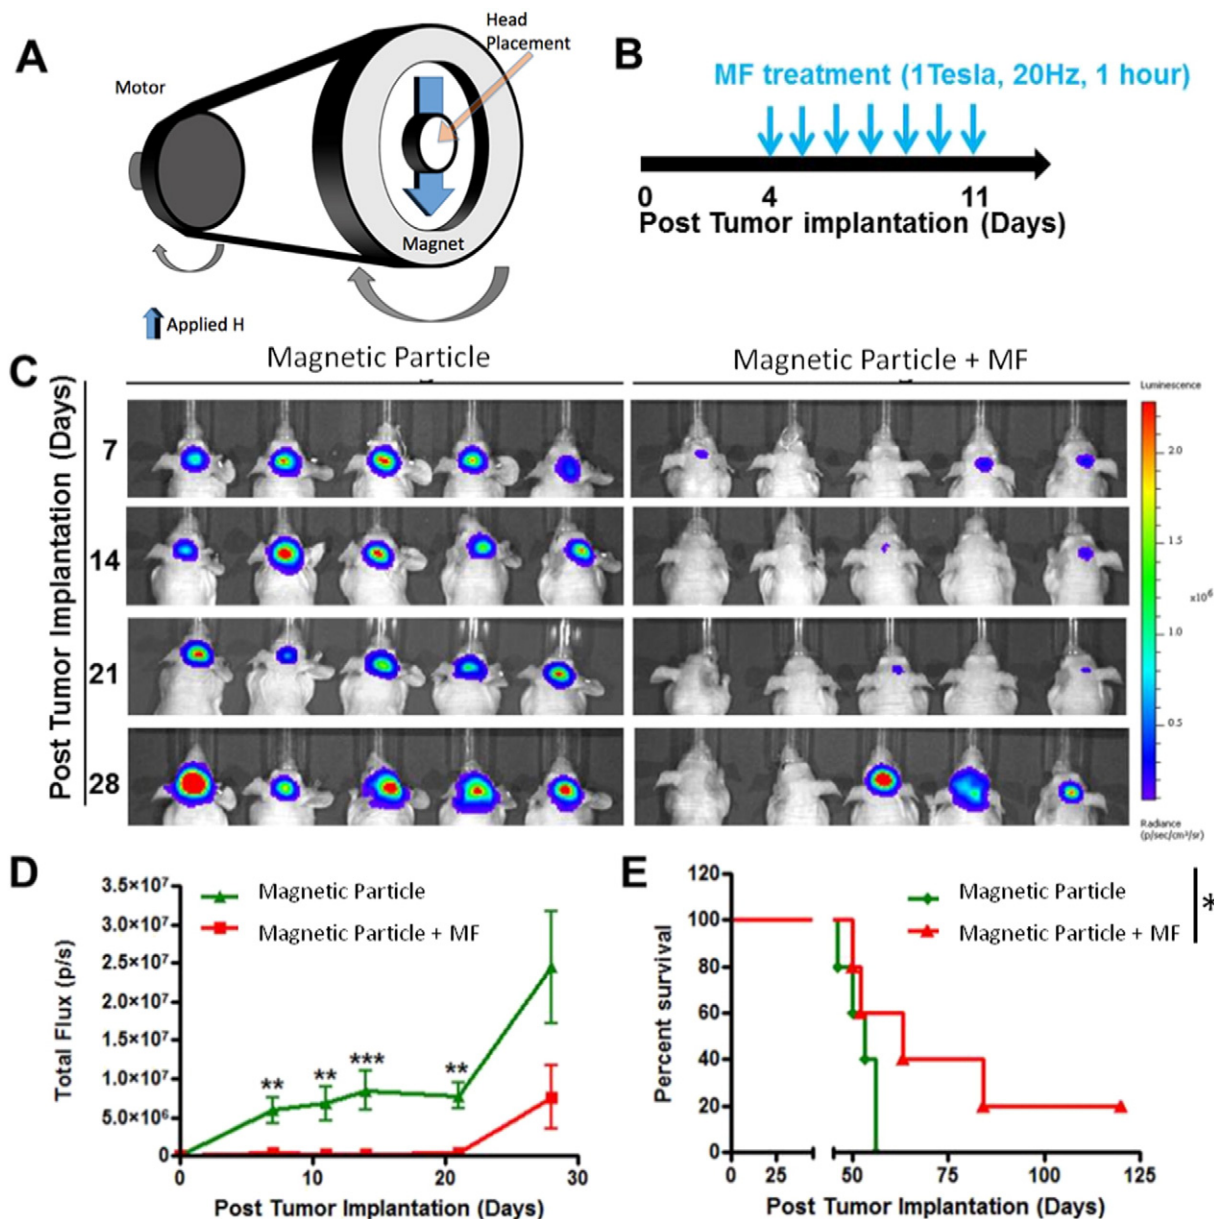 A
Motor
Head
Placement
Magnet
Applied H
B
MF treatment (1Tesla, 20Hz, 1 hour)
0
4
11
Post Tumor implantation (Days)
C
Magnetic Particle
Magnetic Particle + MF
Post Tumor Implantation (Days)
7
14
21
28
Luminescence
2.0
1.5
x10⁶
1.0
0.5
Radiance
(p/sec/cm²/sr)
D
Total Flux (p/s)
3.5×10⁷
3.0×10⁷
2.5×10⁷
2.0×10⁷
1.5×10⁷
1.0×10⁷
5.0×10⁶
0
Magnetic Particle
Magnetic Particle + MF
**
**
***
**
0
10
20
30
Post Tumor Implantation (Days)
E
Percent survival
120
100
80
60
40
20
0
Magnetic Particle
Magnetic Particle + MF
*
0
25
50
75
100
125
Post Tumor Implantation (Days)